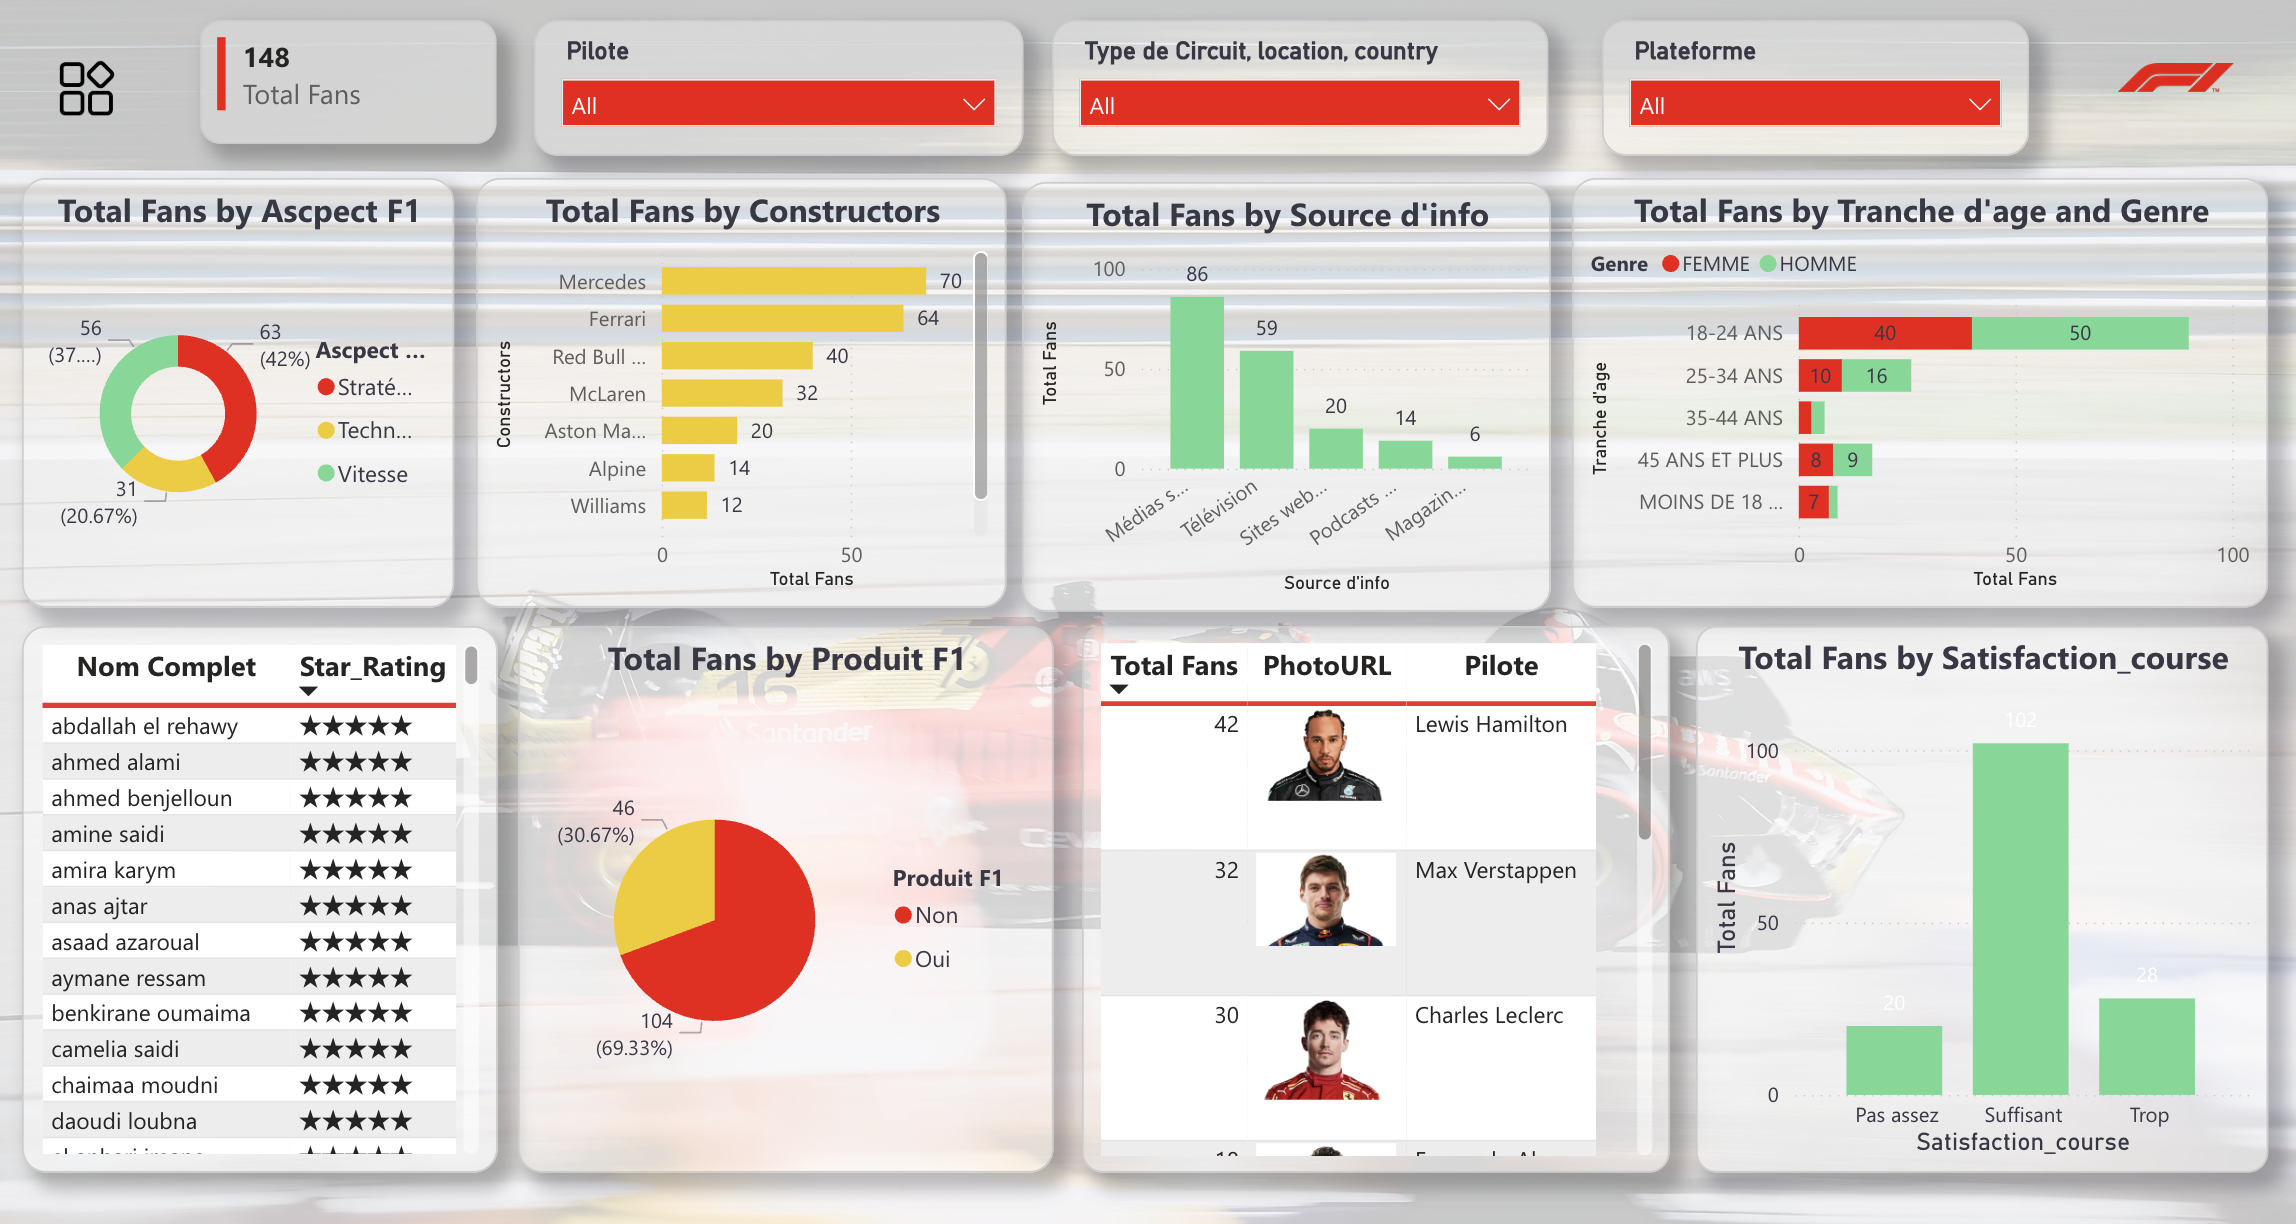 148
Total Fans
Pilote
All
Type de Circuit, location, country
All
Plateforme
All
Total Fans by Ascpect F1
56
(37....)
63
(42%)
31
(20.67%)
Ascpect ...
Straté...
Techn...
Vitesse
Total Fans by Constructors
Constructors
Mercedes 70
Ferrari 64
Red Bull ... 40
McLaren 32
Aston Ma... 20
Alpine 14
Williams 12
0 50
Total Fans
Total Fans by Source d'info
Total Fans
100
50
0
86
59
20
14
6
Médias s...
Télévision
Sites web...
Podcasts ...
Magazin...
Source d'info
Total Fans by Tranche d'age and Genre
Genre FEMME HOMME
Tranche d'age
18-24 ANS 40 50
25-34 ANS 10 16
35-44 ANS
45 ANS ET PLUS 8 9
MOINS DE 18 ... 7
0 50 100
Total Fans
Nom Complet Star_Rating
abdallah el rehawy ★★★★★
ahmed alami ★★★★★
ahmed benjelloun ★★★★★
amine saidi ★★★★★
amira karym ★★★★★
anas ajtar ★★★★★
asaad azaroual ★★★★★
aymane ressam ★★★★★
benkirane oumaima ★★★★★
camelia saidi ★★★★★
chaimaa moudni ★★★★★
daoudi loubna ★★★★★
Total Fans by Produit F1
16
Santander
46
(30.67%)
104
(69.33%)
Produit F1
Non
Oui
Total Fans PhotoURL Pilote
42 Lewis Hamilton
32 Max Verstappen
30 Charles Leclerc
Total Fans by Satisfaction_course
aws
Santander
Total Fans
100
50
0
102
20
28
Pas assez
Suffisant
Trop
Satisfaction_course